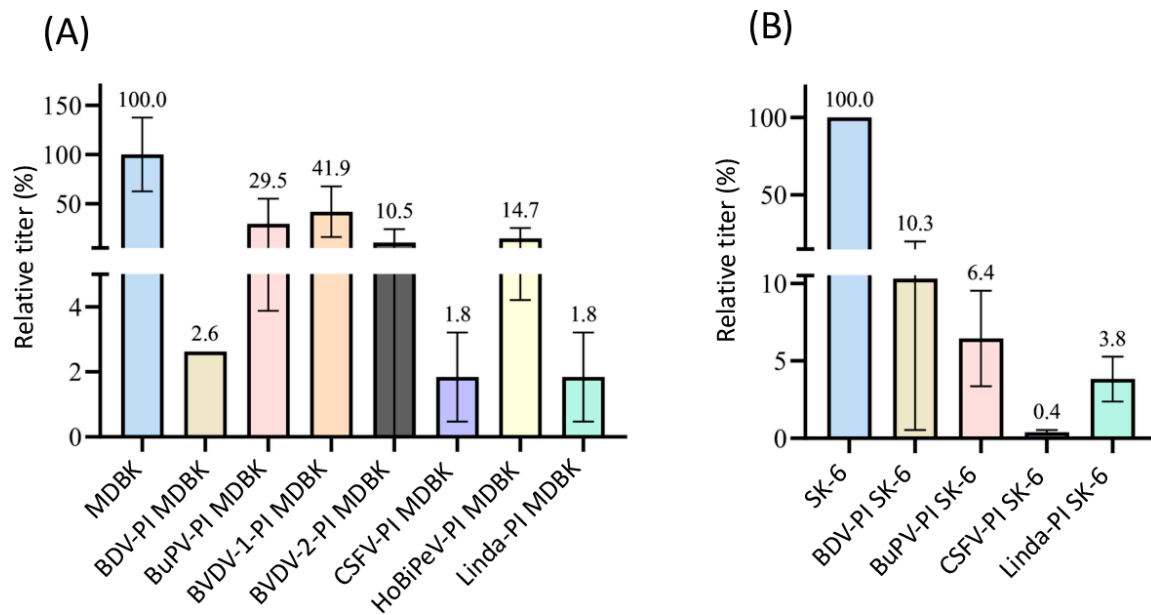 (A)
Relative titer (%)
150
100
50
4
2
0
100.0
2.6
29.5
41.9
10.5
1.8
14.7
1.8
MDBK
BDV-PI MDBK
BuPV-PI MDBK
BVDV-1-PI MDBK
BVDV-2-PI MDBK
CSFV-PI MDBK
HoBiPeV-PI MDBK
Linda-PI MDBK
(B)
Relative titer (%)
100
50
10
5
0
100.0
10.3
6.4
0.4
3.8
SK-6
BDV-PI SK-6
BuPV-PI SK-6
CSFV-PI SK-6
Linda-PI SK-6